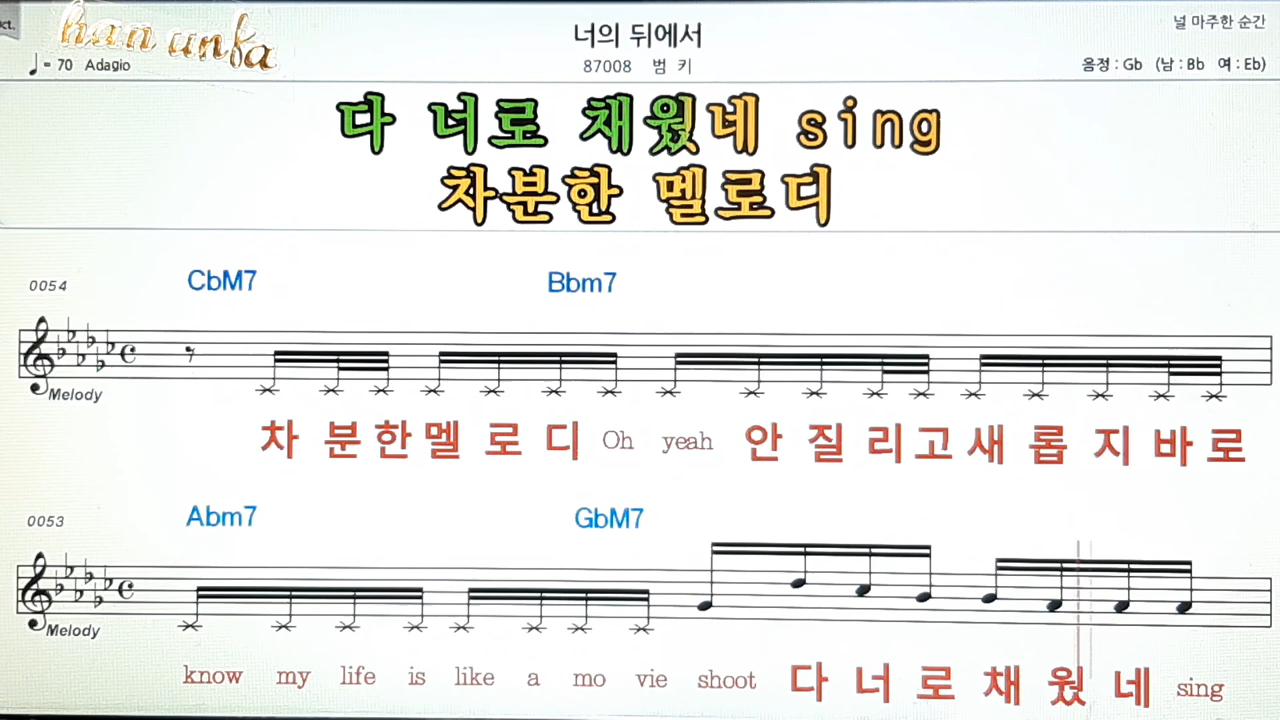 ct.
han unfa
너의 뒤에서
널 마주한 순간
♩= 70 Adagio
87008 범 키
음정 : Gb (남 : Bb 여 : Eb)
다 너로 채웠네 sing
차분한 멜로디
0054
CbM7 Bbm7
Melody
차 분 한 멜 로 디 Oh yeah 안 질 리 고 새 롭 지 바 로
0053
Abm7 GbM7
Melody
know my life is like a mo vie shoot 다 너 로 채 웠 네 sing